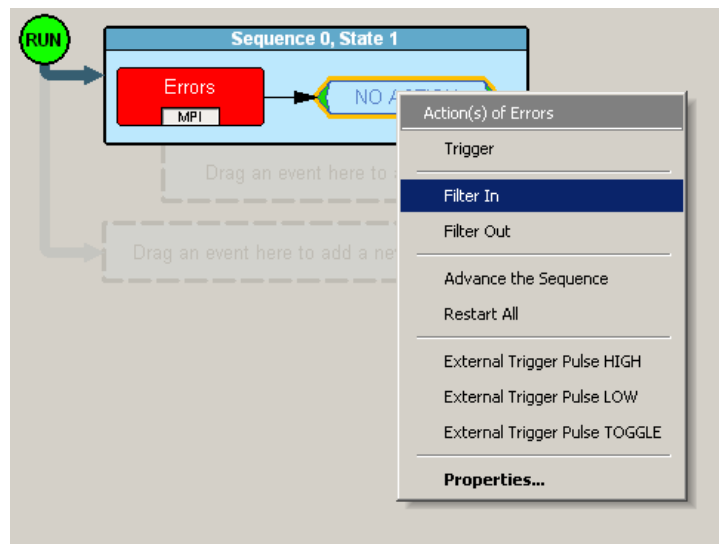 RUN
Sequence 0, State 1
Errors
MPI
NO
Action(s) of Errors
Trigger
Drag an event here to
Filter In
Filter Out
Drag an event here to add a
Advance the Sequence
Restart All
External Trigger Pulse HIGH
External Trigger Pulse LOW
External Trigger Pulse TOGGLE
Properties...